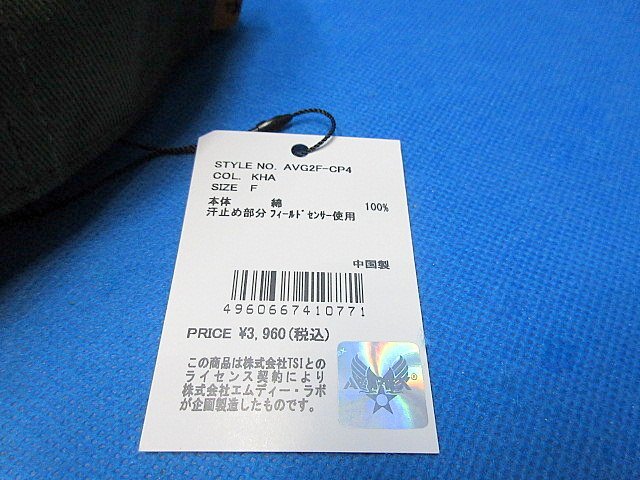 STYLE NO. AVG2F-CP4
COL. KHA
SIZE F
本体 綿 100%
汗止め部分 フィールドセンサー使用
中国製
4960667410771
PRICE ¥3,960(税込)
この商品は株式会社TSIとの
ライセンス契約により
株式会社エムディー・ラボ
が企画製造したものです。